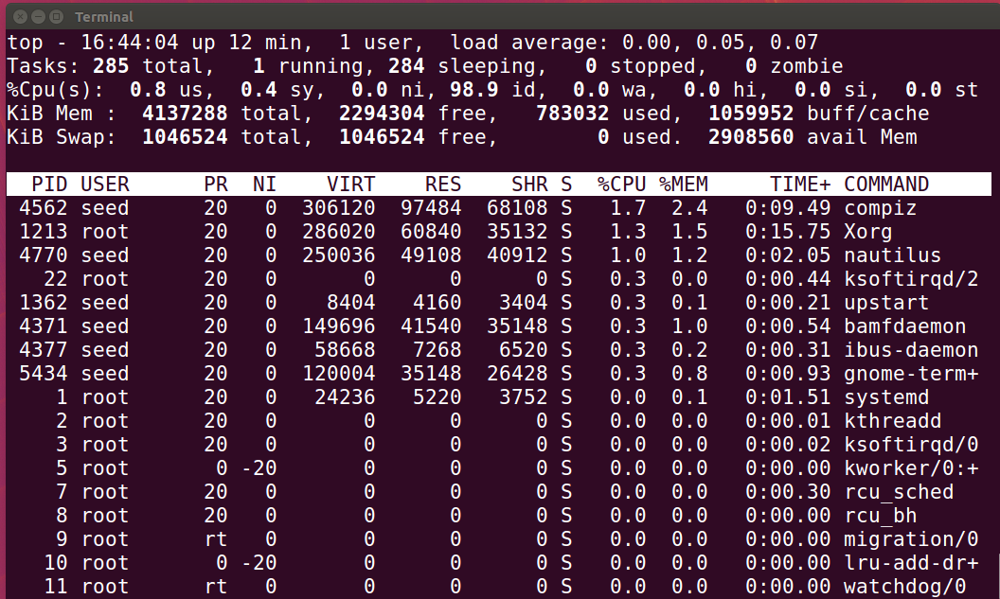 Terminal
top - 16:44:04 up 12 min,  1 user,  load average: 0.00, 0.05, 0.07
Tasks: 285 total,   1 running, 284 sleeping,   0 stopped,   0 zombie
%Cpu(s):  0.8 us,  0.4 sy,  0.0 ni, 98.9 id,  0.0 wa,  0.0 hi,  0.0 si,  0.0 st
KiB Mem :  4137288 total,  2294304 free,   783032 used,  1059952 buff/cache
KiB Swap:  1046524 total,  1046524 free,        0 used.  2908560 avail Mem
  PID USER      PR  NI    VIRT    RES    SHR S  %CPU %MEM     TIME+ COMMAND
 4562 seed      20   0  306120  97484  68108 S   1.7  2.4   0:09.49 compiz
 1213 root      20   0  286020  60840  35132 S   1.3  1.5   0:15.75 Xorg
 4770 seed      20   0  250036  49108  40912 S   1.0  1.2   0:02.05 nautilus
   22 root      20   0       0      0      0 S   0.3  0.0   0:00.44 ksoftirqd/2
 1362 seed      20   0    8404   4160   3404 S   0.3  0.1   0:00.21 upstart
 4371 seed      20   0  149696  41540  35148 S   0.3  1.0   0:00.54 bamfdaemon
 4377 seed      20   0   58668   7268   6520 S   0.3  0.2   0:00.31 ibus-daemon
 5434 seed      20   0  120004  35148  26428 S   0.3  0.8   0:00.93 gnome-term+
    1 root      20   0   24236   5220   3752 S   0.0  0.1   0:01.51 systemd
    2 root      20   0       0      0      0 S   0.0  0.0   0:00.01 kthreadd
    3 root      20   0       0      0      0 S   0.0  0.0   0:00.02 ksoftirqd/0
    5 root       0 -20       0      0      0 S   0.0  0.0   0:00.00 kworker/0:+
    7 root      20   0       0      0      0 S   0.0  0.0   0:00.30 rcu_sched
    8 root      20   0       0      0      0 S   0.0  0.0   0:00.00 rcu_bh
    9 root      rt   0       0      0      0 S   0.0  0.0   0:00.00 migration/0
   10 root       0 -20       0      0      0 S   0.0  0.0   0:00.00 lru-add-dr+
   11 root      rt   0       0      0      0 S   0.0  0.0   0:00.00 watchdog/0